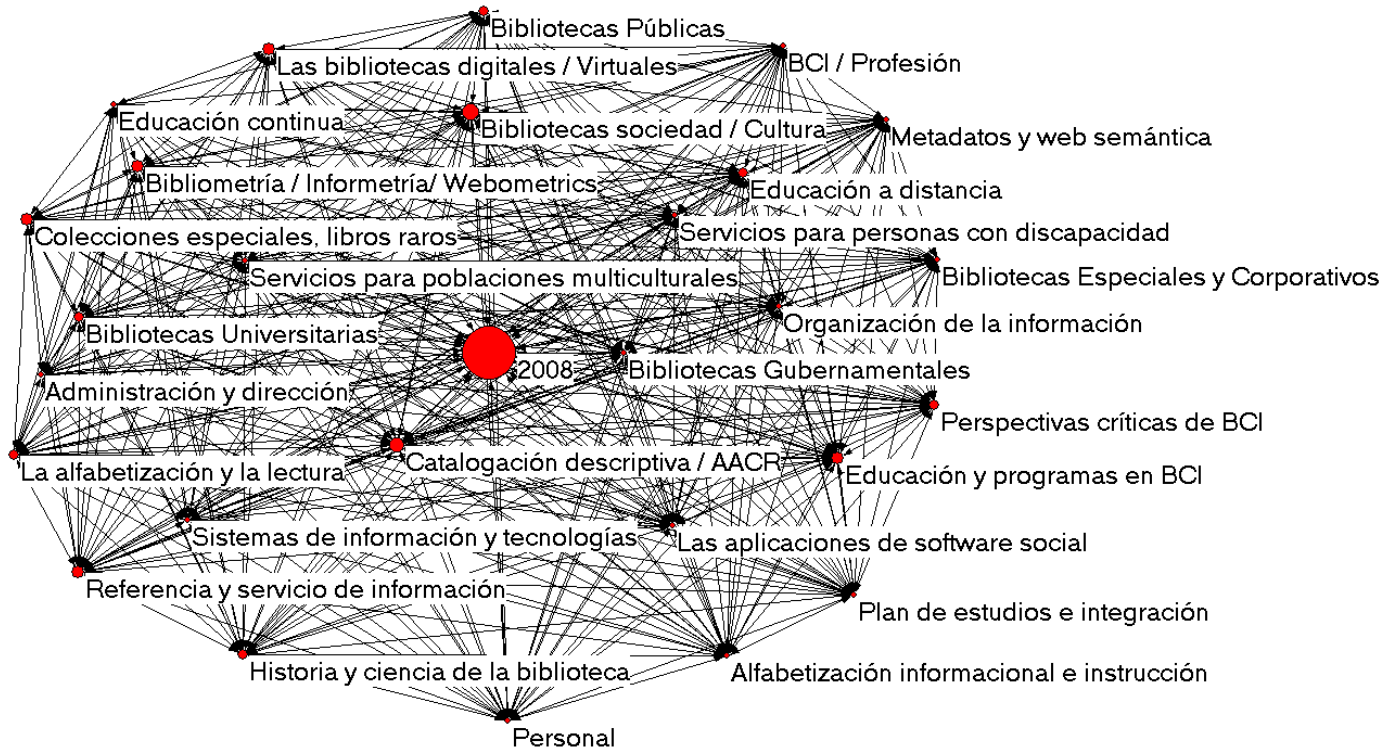 Bibliotecas Públicas
BCI / Profesión
Las bibliotecas digitales / Virtuales
Educación continua
Bibliotecas sociedad / Cultura
Metadatos y web semántica
Bibliometría / Informetría/ Webometrics
Educación a distancia
Colecciones especiales, libros raros
Servicios para personas con discapacidad
Servicios para poblaciones multiculturales
Bibliotecas Especiales y Corporativos
Bibliotecas Universitarias
Organización de la información
2008
Bibliotecas Gubernamentales
Administración y dirección
Perspectivas críticas de BCI
La alfabetización y la lectura
Catalogación descriptiva / AACR
Educación y programas en BCI
Sistemas de información y tecnologías
Las aplicaciones de software social
Referencia y servicio de información
Plan de estudios e integración
Historia y ciencia de la biblioteca
Alfabetización informacional e instrucción
Personal